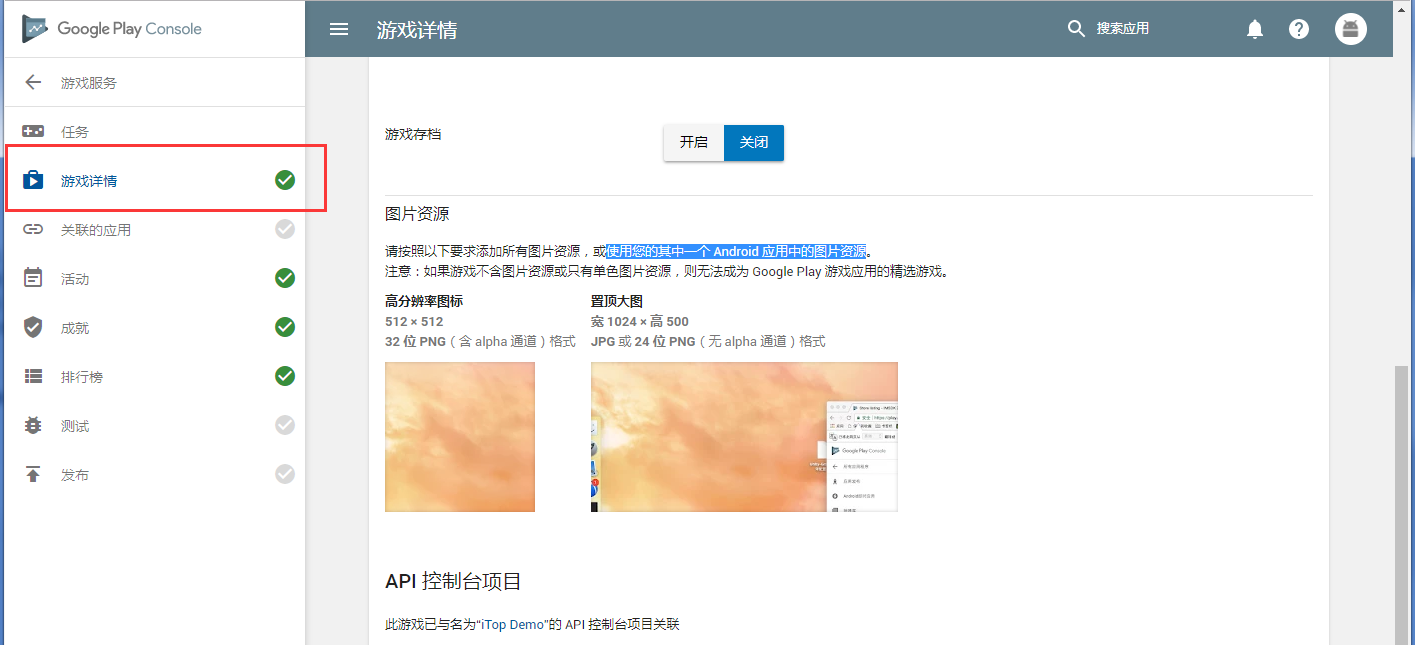 Google Play Console
游戏详情
搜索应用
游戏服务
任务
游戏详情
关联的应用
活动
成就
排行榜
测试
发布
游戏存档
开启
关闭
图片资源
请按照以下要求添加所有图片资源，或使用您的其中一个 Android 应用中的图片资源。
注意：如果游戏不含图片资源或只有单色图片资源，则无法成为 Google Play 游戏应用的精选游戏。
高分辨率图标
512 × 512
32 位 PNG（含 alpha 通道）格式
置顶大图
宽 1024 × 高 500
JPG 或 24 位 PNG（无 alpha 通道）格式
Google Play Console
API 控制台项目
此游戏已与名为“iTop Demo”的 API 控制台项目关联